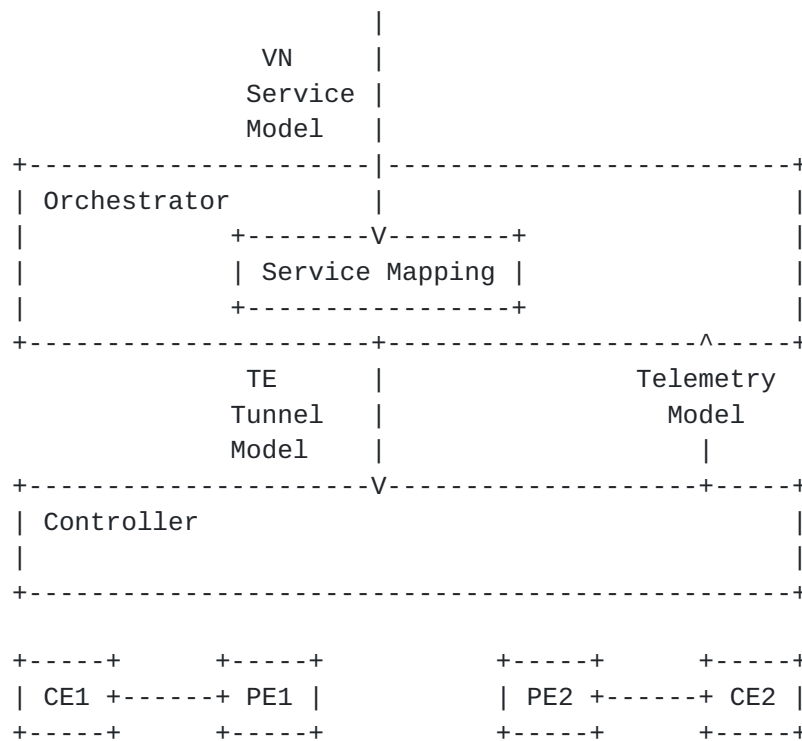 VN
Service
Model
Orchestrator
Service Mapping
TE Telemetry
Tunnel Model
Model
Controller
CE1 PE1 PE2 CE2